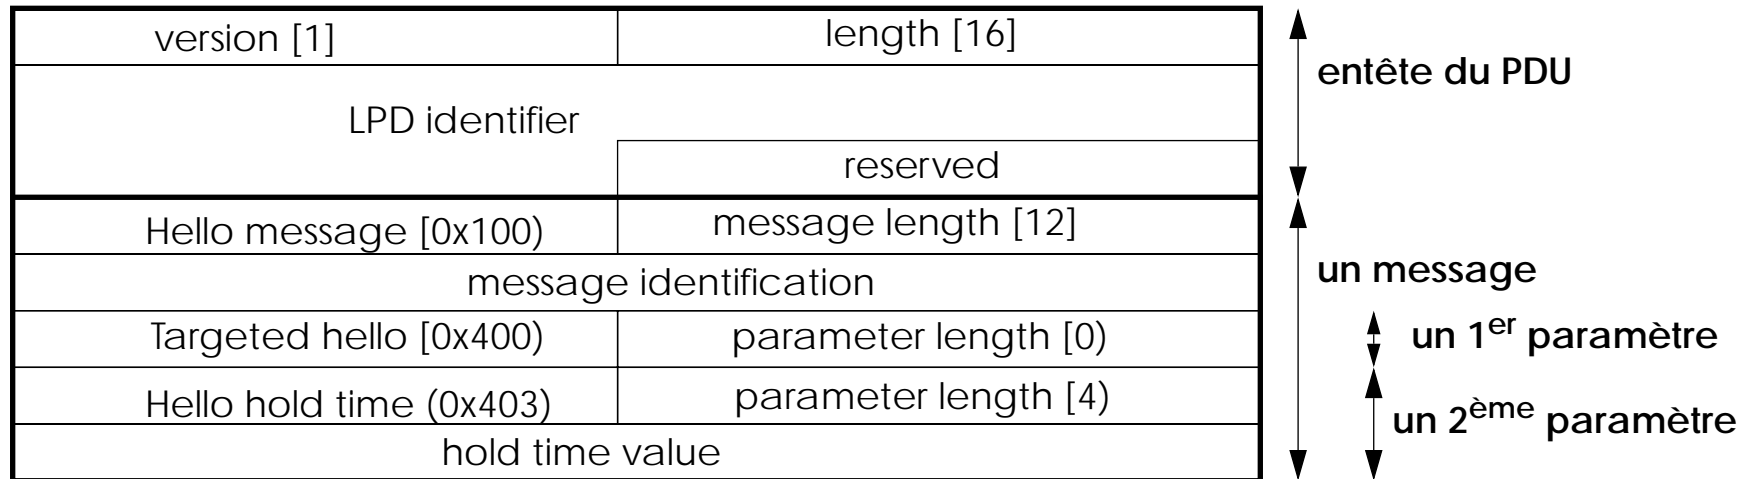 version [1]
length [16]
entête du PDU
LPD identifier
reserved
Hello message [0x100)
message length [12]
message identification
un message
Targeted hello [0x400)
parameter length [0)
un 1er paramètre
Hello hold time (0x403)
parameter length [4)
un 2ème paramètre
hold time value